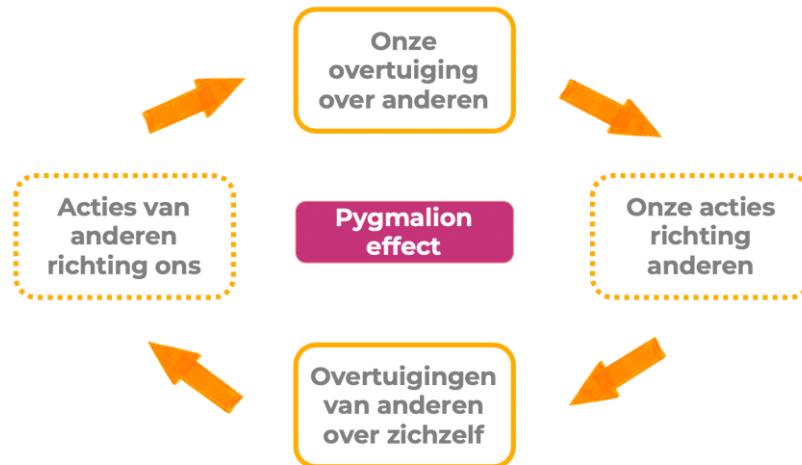 Onze
overtuiging
over anderen
Acties van
anderen
richting ons
Pygmalion
effect
Onze acties
richting
anderen
Overtuigingen
van anderen
over zichzelf